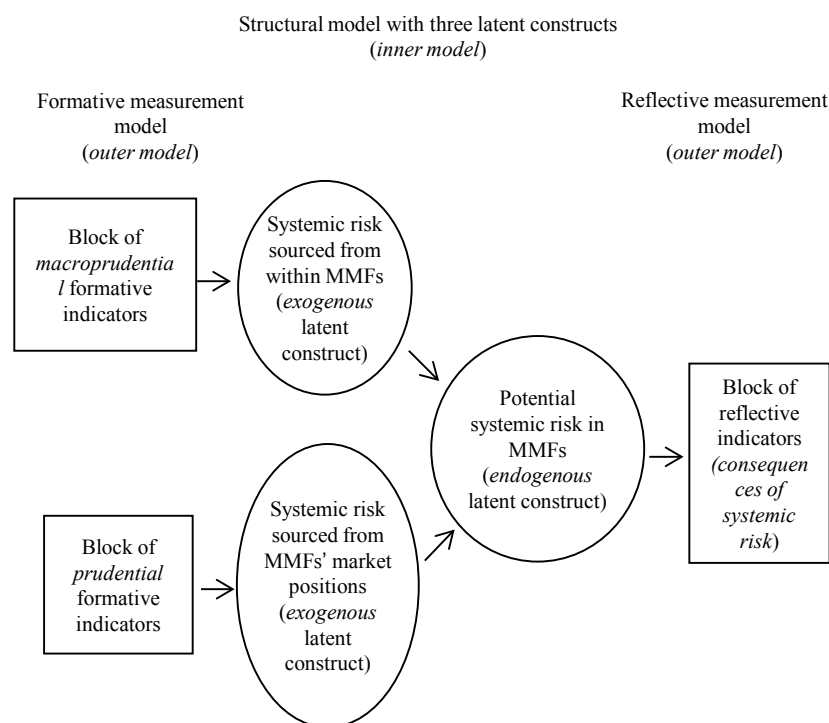 Structural model with three latent constructs
(inner model)
Formative measurement
model
(outer model)
Reflective measurement
model
(outer model)
Block of
macroprudentia
l formative
indicators
Systemic risk
sourced from
within MMFs
(exogenous
latent
construct)
Potential
systemic risk in
MMFs
(endogenous
latent construct)
Block of
reflective
indicators
(consequen
ces of
systemic
risk)
Block of
prudential
formative
indicators
Systemic risk
sourced from
MMFs’ market
positions
(exogenous
latent
construct)